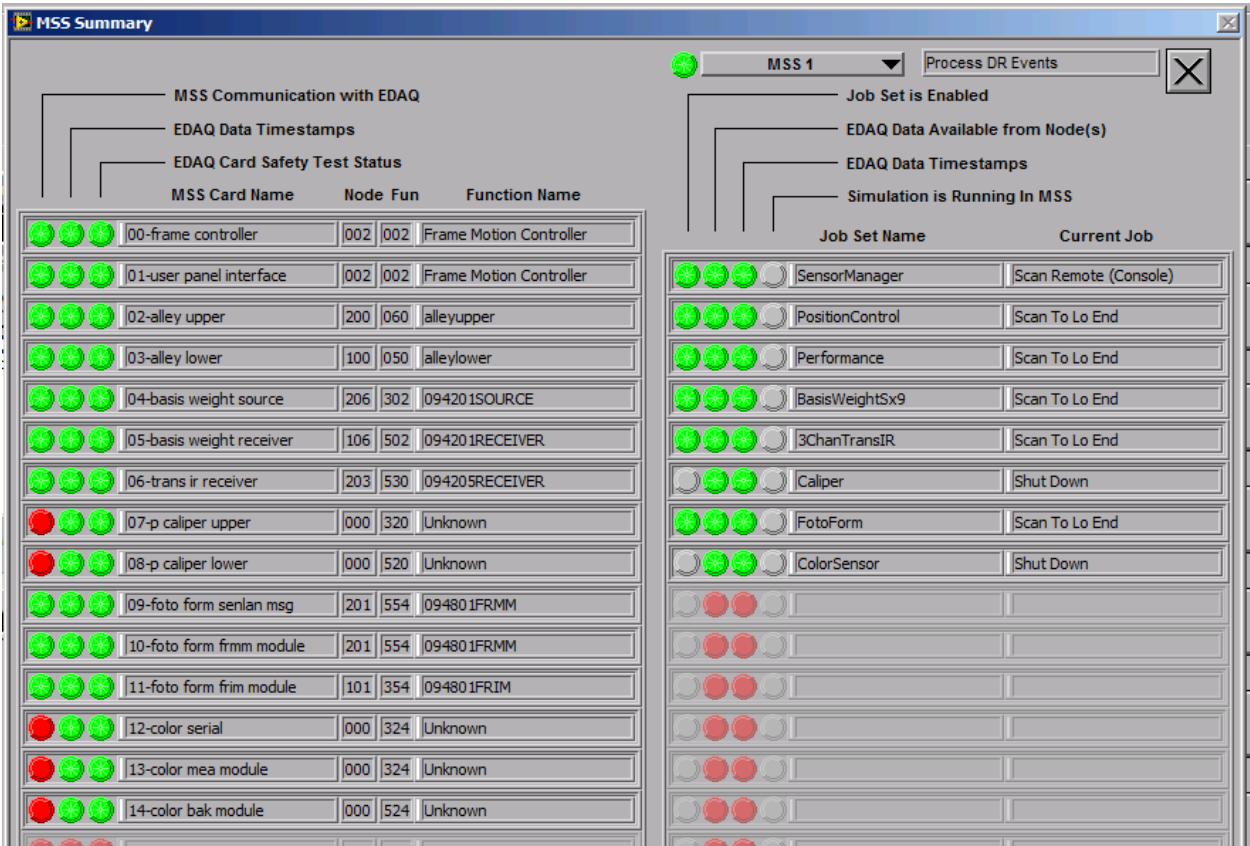 MSS Summary
MSS 1 Process DR Events
MSS Communication with EDAQ
EDAQ Data Timestamps
EDAQ Card Safety Test Status
Job Set is Enabled
EDAQ Data Available from Node(s)
EDAQ Data Timestamps
Simulation is Running In MSS
MSS Card Name Node Fun Function Name
00-frame controller 002 002 Frame Motion Controller
01-user panel interface 002 002 Frame Motion Controller
02-alley upper 200 060 alleyupper
03-alley lower 100 050 alleylower
04-basis weight source 206 302 094201SOURCE
05-basis weight receiver 106 502 094201RECEIVER
06-trans ir receiver 203 530 094205RECEIVER
07-p caliper upper 000 320 Unknown
08-p caliper lower 000 520 Unknown
09-foto form senlan msg 201 554 094801FRMM
10-foto form frmm module 201 554 094801FRMM
11-foto form frim module 101 354 094801FRIM
12-color serial 000 324 Unknown
13-color mea module 000 324 Unknown
14-color bak module 000 524 Unknown
Job Set Name Current Job
SensorManager Scan Remote (Console)
PositionControl Scan To Lo End
Performance Scan To Lo End
BasisWeightSx9 Scan To Lo End
3ChanTransIR Scan To Lo End
Caliper Shut Down
FotoForm Scan To Lo End
ColorSensor Shut Down